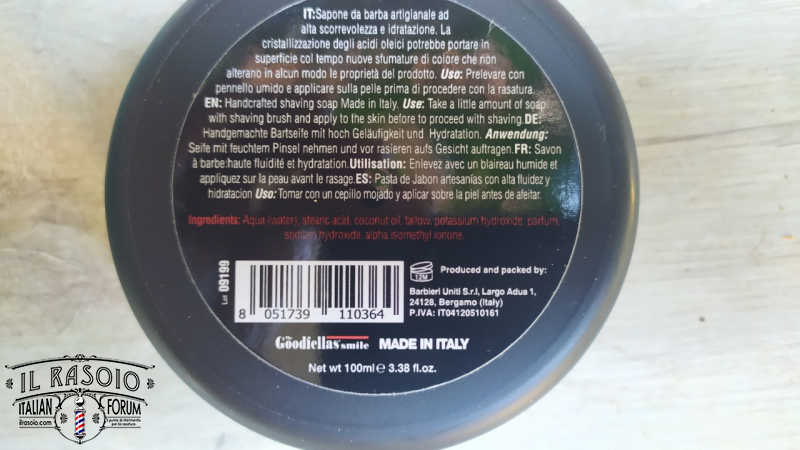 IT:Sapone da barba artigianale ad
alta scorrevolezza e idratazione. La
cristallizzazione degli acidi oleici potrebbe portare in
superficie col tempo nuove sfumature di colore che non
alterano in alcun modo le proprietà del prodotto. Uso: Prelevare con
pennello umido e applicare sulla pelle prima di procedere con la rasatura.
EN: Handcrafted shaving soap Made in Italy. Use: Take a little amount of soap
with shaving brush and apply to the skin before to proceed with shaving.DE:
Handgemachte Bartseife mit hoch Geläufigkeit und Hydratation. Anwendung:
Seife mit feuchtem Pinsel nehmen und vor rasieren aufs Gesicht auftragen.FR: Savon
à barbe:haute fluidité et hydratation.Utilisation: Enlevez avec un blaireau humide et
appliquez sur la peau avant le rasage.ES: Pasta de Jabon artesanías con alta fluidez y
hidratacion Uso: Tomar con un cepillo mojado y aplicar sobre la piel antes de afeitar.
Ingredients: Aqua (water), stearic acid, coconut oil, tallow, potassium hydroxide, parfum,
sodium hydroxide, alpha isomethyl ionone.
Lot 09199
8 051739 110364
12M
Produced and packed by:
Barbieri Uniti S.r.l, Largo Adua 1,
24128, Bergamo (Italy)
P.IVA: IT04120510161
The Goodfellas' smile MADE IN ITALY
Net wt 100ml ℮ 3.38 fl.oz.
IL RASOIO
ITALIAN FORUM
ilrasoio.com
punto di riferimento
per la rasatura